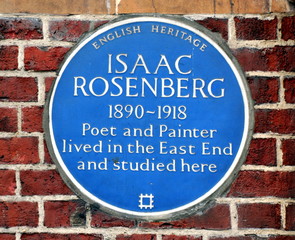 ENGLISH HERITAGE
ISAAC
ROSENBERG
1890~1918
Poet and Painter
lived in the East End
and studied here